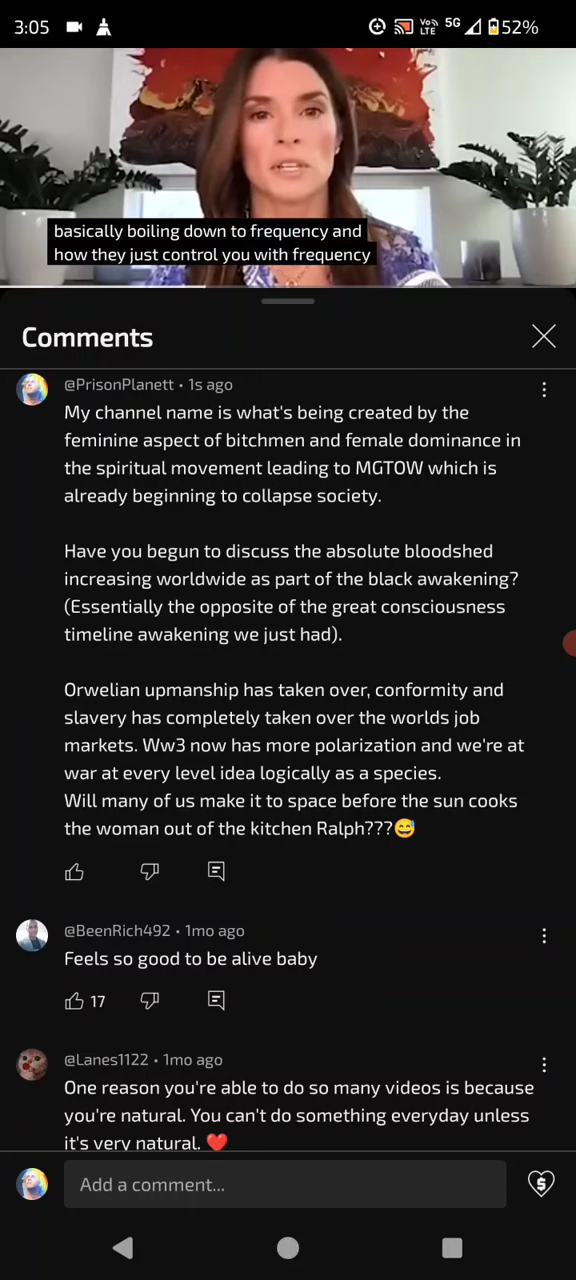 3:05 VoD LTE 5G 52%
basically boiling down to frequency and
how they just control you with frequency
Comments
@PrisonPlanett • 1s ago
My channel name is what's being created by the
feminine aspect of bitchmen and female dominance in
the spiritual movement leading to MGTOW which is
already beginning to collapse society.
Have you begun to discuss the absolute bloodshed
increasing worldwide as part of the black awakening?
(Essentially the opposite of the great consciousness
timeline awakening we just had).
Orwelian upmanship has taken over, conformity and
slavery has completely taken over the worlds job
markets. Ww3 now has more polarization and we're at
war at every level idea logically as a species.
Will many of us make it to space before the sun cooks
the woman out of the kitchen Ralph???😅
@BeenRich492 • 1mo ago
Feels so good to be alive baby
17
@Lanes1122 • 1mo ago
One reason you're able to do so many videos is because
you're natural. You can't do something everyday unless
it's very natural. ❤️
Add a comment...